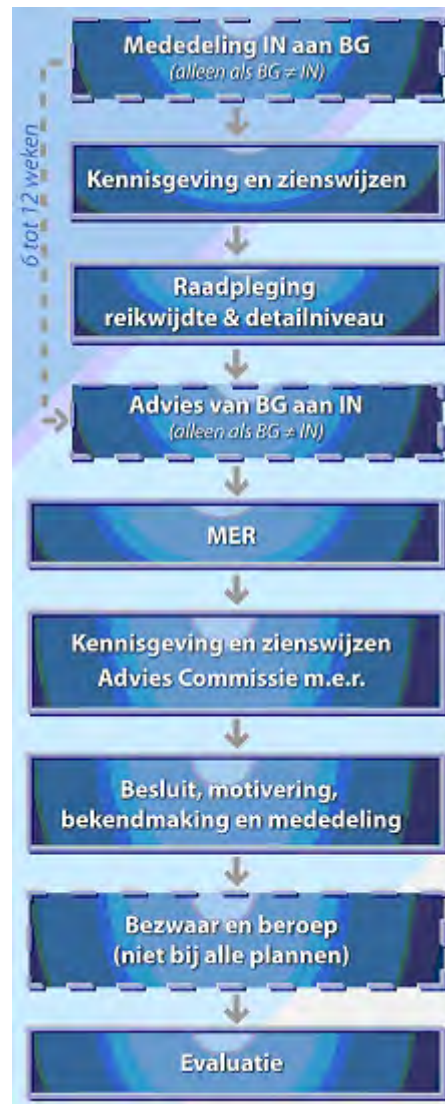 Mededeling IN aan BG
(alleen als BG ≠ IN)
6 tot 12 weken
Kennisgeving en zienswijzen
Raadpleging
reikwijdte & detailniveau
Advies van BG aan IN
(alleen als BG ≠ IN)
MER
Kennisgeving en zienswijzen
Advies Commissie m.e.r.
Besluit, motivering,
bekendmaking en mededeling
Bezwaar en beroep
(niet bij alle plannen)
Evaluatie